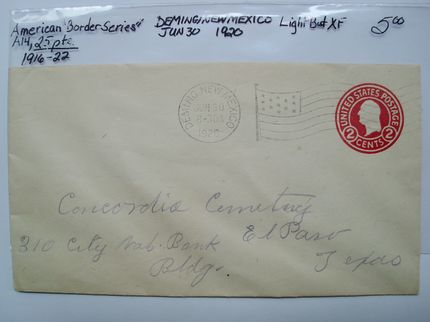 American "Border Series"
A14, 25 pts.
1916-22
DEMING, NEW MEXICO
JUN 30 1920
Light But XF
5.00
DEMING, NEW MEXICO
JUN 30
1920
UNITED STATES POSTAGE
2 2
CENTS
Concordia Cemetry
310 City Nab. Bank El Paso
Bldg. Texas